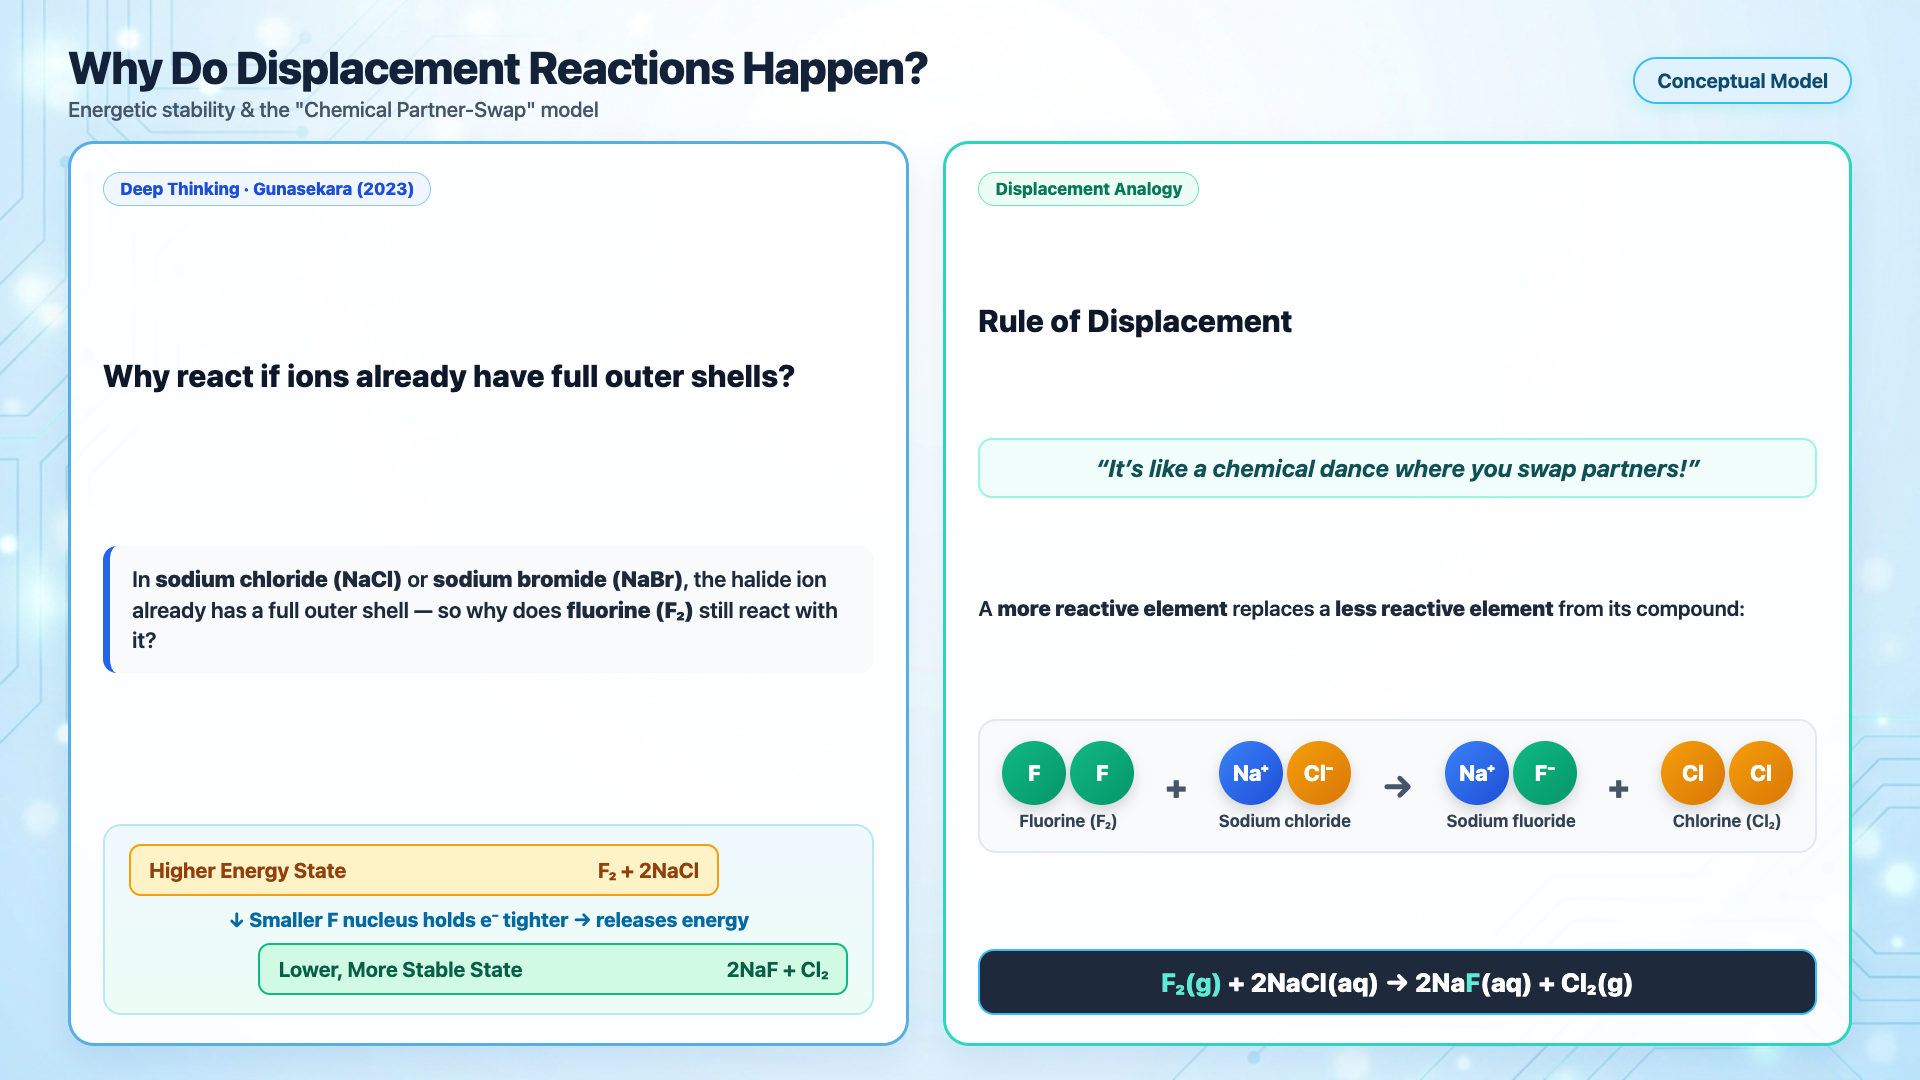 Why Do Displacement Reactions Happen?
Energetic stability & the "Chemical Partner-Swap" model
Conceptual Model
Deep Thinking · Gunasekara (2023)
Why react if ions already have full outer shells?
In sodium chloride (NaCl) or sodium bromide (NaBr), the halide ion
already has a full outer shell — so why does fluorine (F₂) still react with
it?
Higher Energy State F₂ + 2NaCl
↓ Smaller F nucleus holds e⁻ tighter → releases energy
Lower, More Stable State 2NaF + Cl₂
Displacement Analogy
Rule of Displacement
“It’s like a chemical dance where you swap partners!”
A more reactive element replaces a less reactive element from its compound:
F F + Na⁺ Cl⁻ → Na⁺ F⁻ + Cl Cl
Fluorine (F₂) Sodium chloride Sodium fluoride Chlorine (Cl₂)
F₂(g) + 2NaCl(aq) → 2NaF(aq) + Cl₂(g)